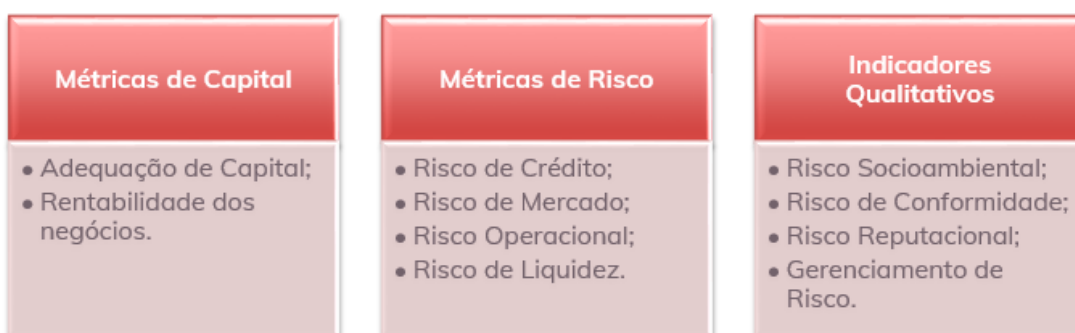 Métricas de Capital
• Adequação de Capital;
• Rentabilidade dos
negócios.
Métricas de Risco
• Risco de Crédito;
• Risco de Mercado;
• Risco Operacional;
• Risco de Liquidez.
Indicadores
Qualitativos
• Risco Socioambiental;
• Risco de Conformidade;
• Risco Reputacional;
• Gerenciamento de
Risco.